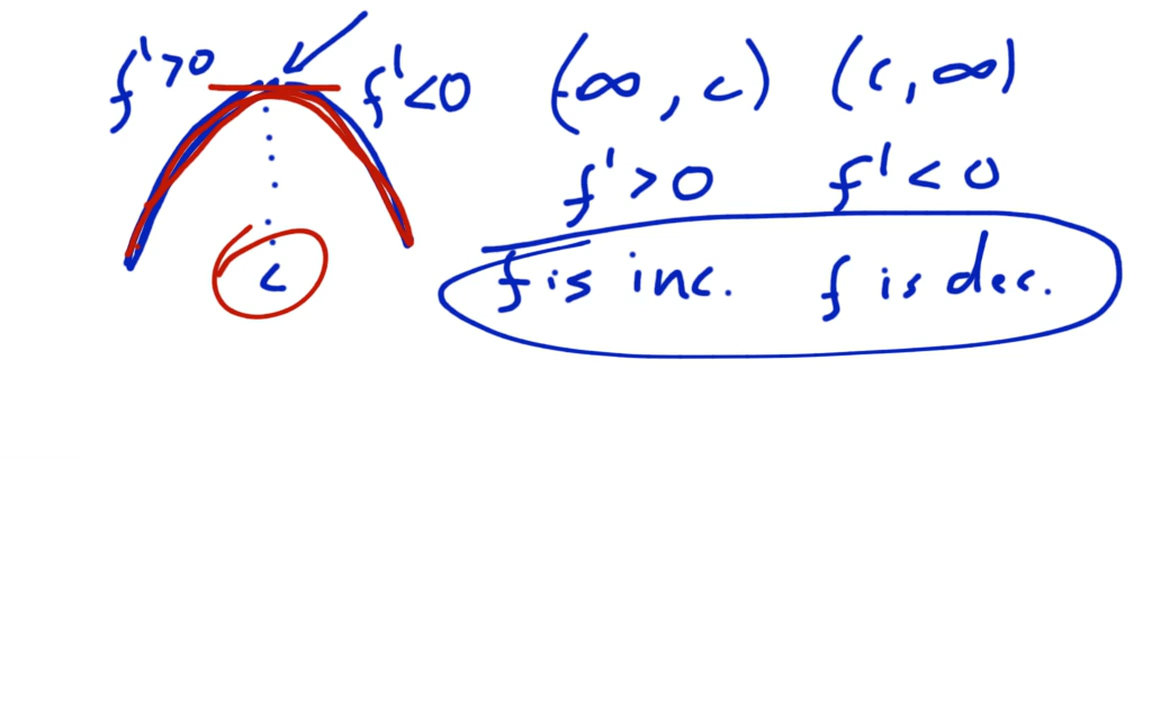 f'>0 f'<0 (-∞, c) (c, ∞)
f'>0 f'<0
c f is inc. f is dec.